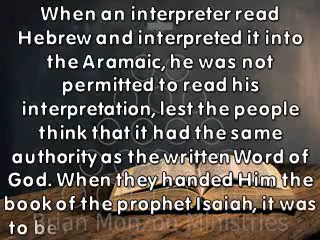 When an interpreter read
Hebrew and interpreted it into
the Aramaic, he was not
permitted to read his
interpretation, lest the people
think that it had the same
authority as the written Word of
God. When they handed Him the
book of the prophet Isaiah, it was
to be
Brian Monzon Ministries